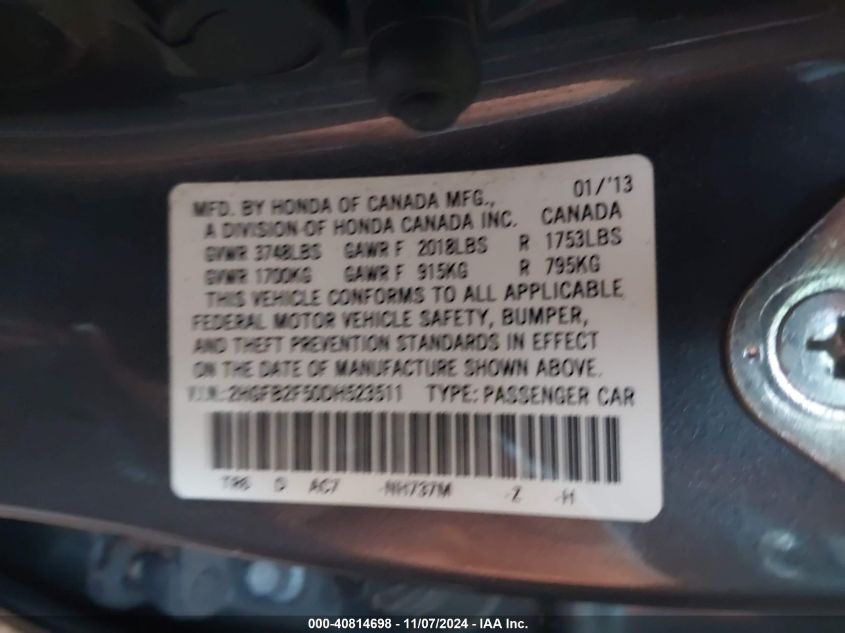 MFD. BY HONDA OF CANADA MFG., 01/'13
A DIVISION OF HONDA CANADA INC. CANADA
GVWR 3748LBS GAWR F 2018LBS R 1753LBS
GVWR 1700KG GAWR F 915KG R 795KG
THIS VEHICLE CONFORMS TO ALL APPLICABLE
FEDERAL MOTOR VEHICLE SAFETY, BUMPER,
AND THEFT PREVENTION STANDARDS IN EFFECT
ON THE DATE OF MANUFACTURE SHOWN ABOVE.
V.I.N.: 2HGFB2F50DH523511 TYPE: PASSENGER CAR
TR6 D AC7 -NH737M -Z -H
000-40814698 | 11/07/2024 - IAA Inc.